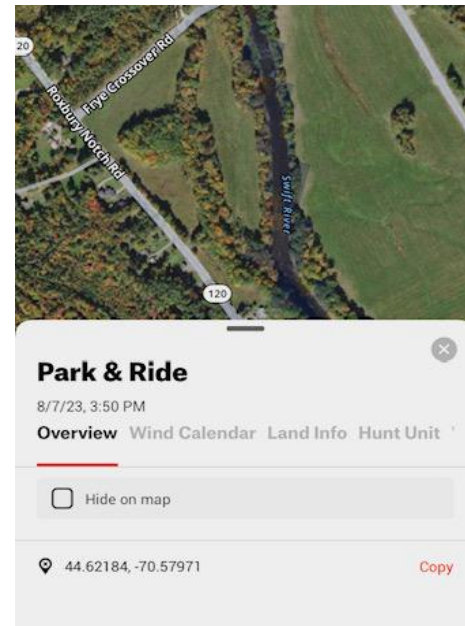 20
Frye Crossover Rd
Roxbury Notch Rd
Swift River
120
Park & Ride
8/7/23, 3:50 PM
Overview Wind Calendar Land Info Hunt Unit
Hide on map
44.62184, -70.57971 Copy